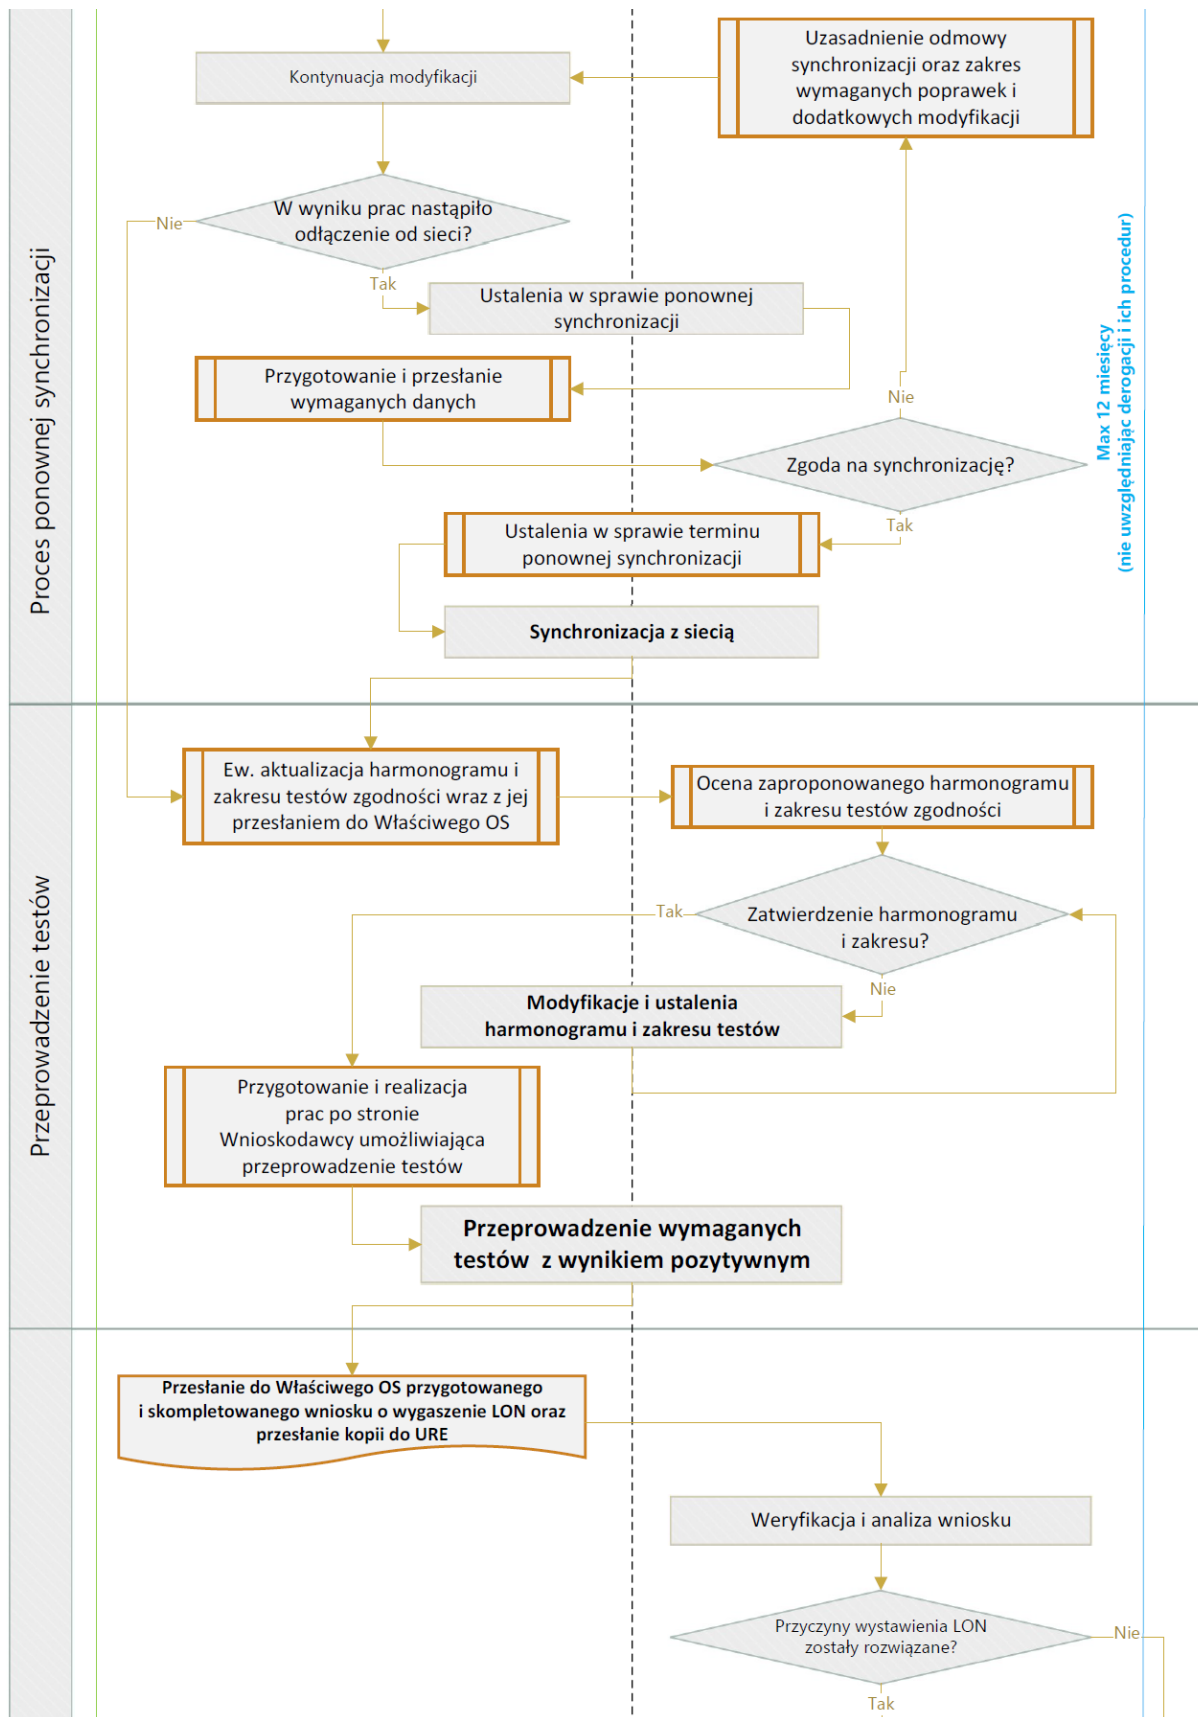 Proces ponownej synchronizacji
Kontynuacja modyfikacji
Uzasadnienie odmowy
synchronizacji oraz zakres
wymaganych poprawek i
dodatkowych modyfikacji
W wyniku prac nastąpiło
odłączenie od sieci?
Nie
Tak
Ustalenia w sprawie ponownej
synchronizacji
Przygotowanie i przesłanie
wymaganych danych
Nie
Zgoda na synchronizację?
Tak
Ustalenia w sprawie terminu
ponownej synchronizacji
Synchronizacja z siecią
Max 12 miesięcy
(nie uwzględniając derogacji i ich procedur)
Przeprowadzenie testów
Ew. aktualizacja harmonogramu i
zakresu testów zgodności wraz z jej
przesłaniem do Właściwego OS
Ocena zaproponowanego harmonogramu
i zakresu testów zgodności
Zatwierdzenie harmonogramu
i zakresu?
Tak
Nie
Modyfikacje i ustalenia
harmonogramu i zakresu testów
Przygotowanie i realizacja
prac po stronie
Wnioskodawcy umożliwiająca
przeprowadzenie testów
Przeprowadzenie wymaganych
testów z wynikiem pozytywnym
Przesłanie do Właściwego OS przygotowanego
i skompletowanego wniosku o wygaszenie LON oraz
przesłanie kopii do URE
Weryfikacja i analiza wniosku
Przyczyny wystawienia LON
zostały rozwiązane?
Nie
Tak